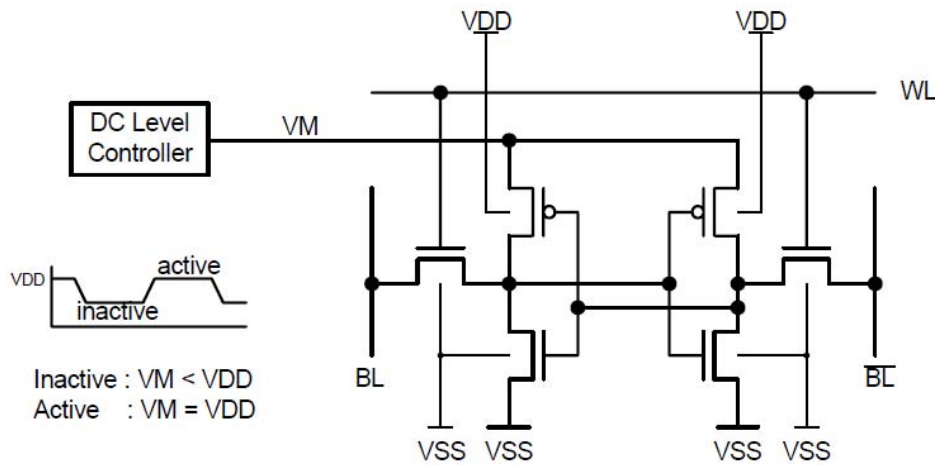 VDD VDD
WL
DC Level
Controller
VM
VDD
active
inactive
Inactive : VM < VDD
Active : VM = VDD
BL
B̅L̅
VSS VSS VSS VSS